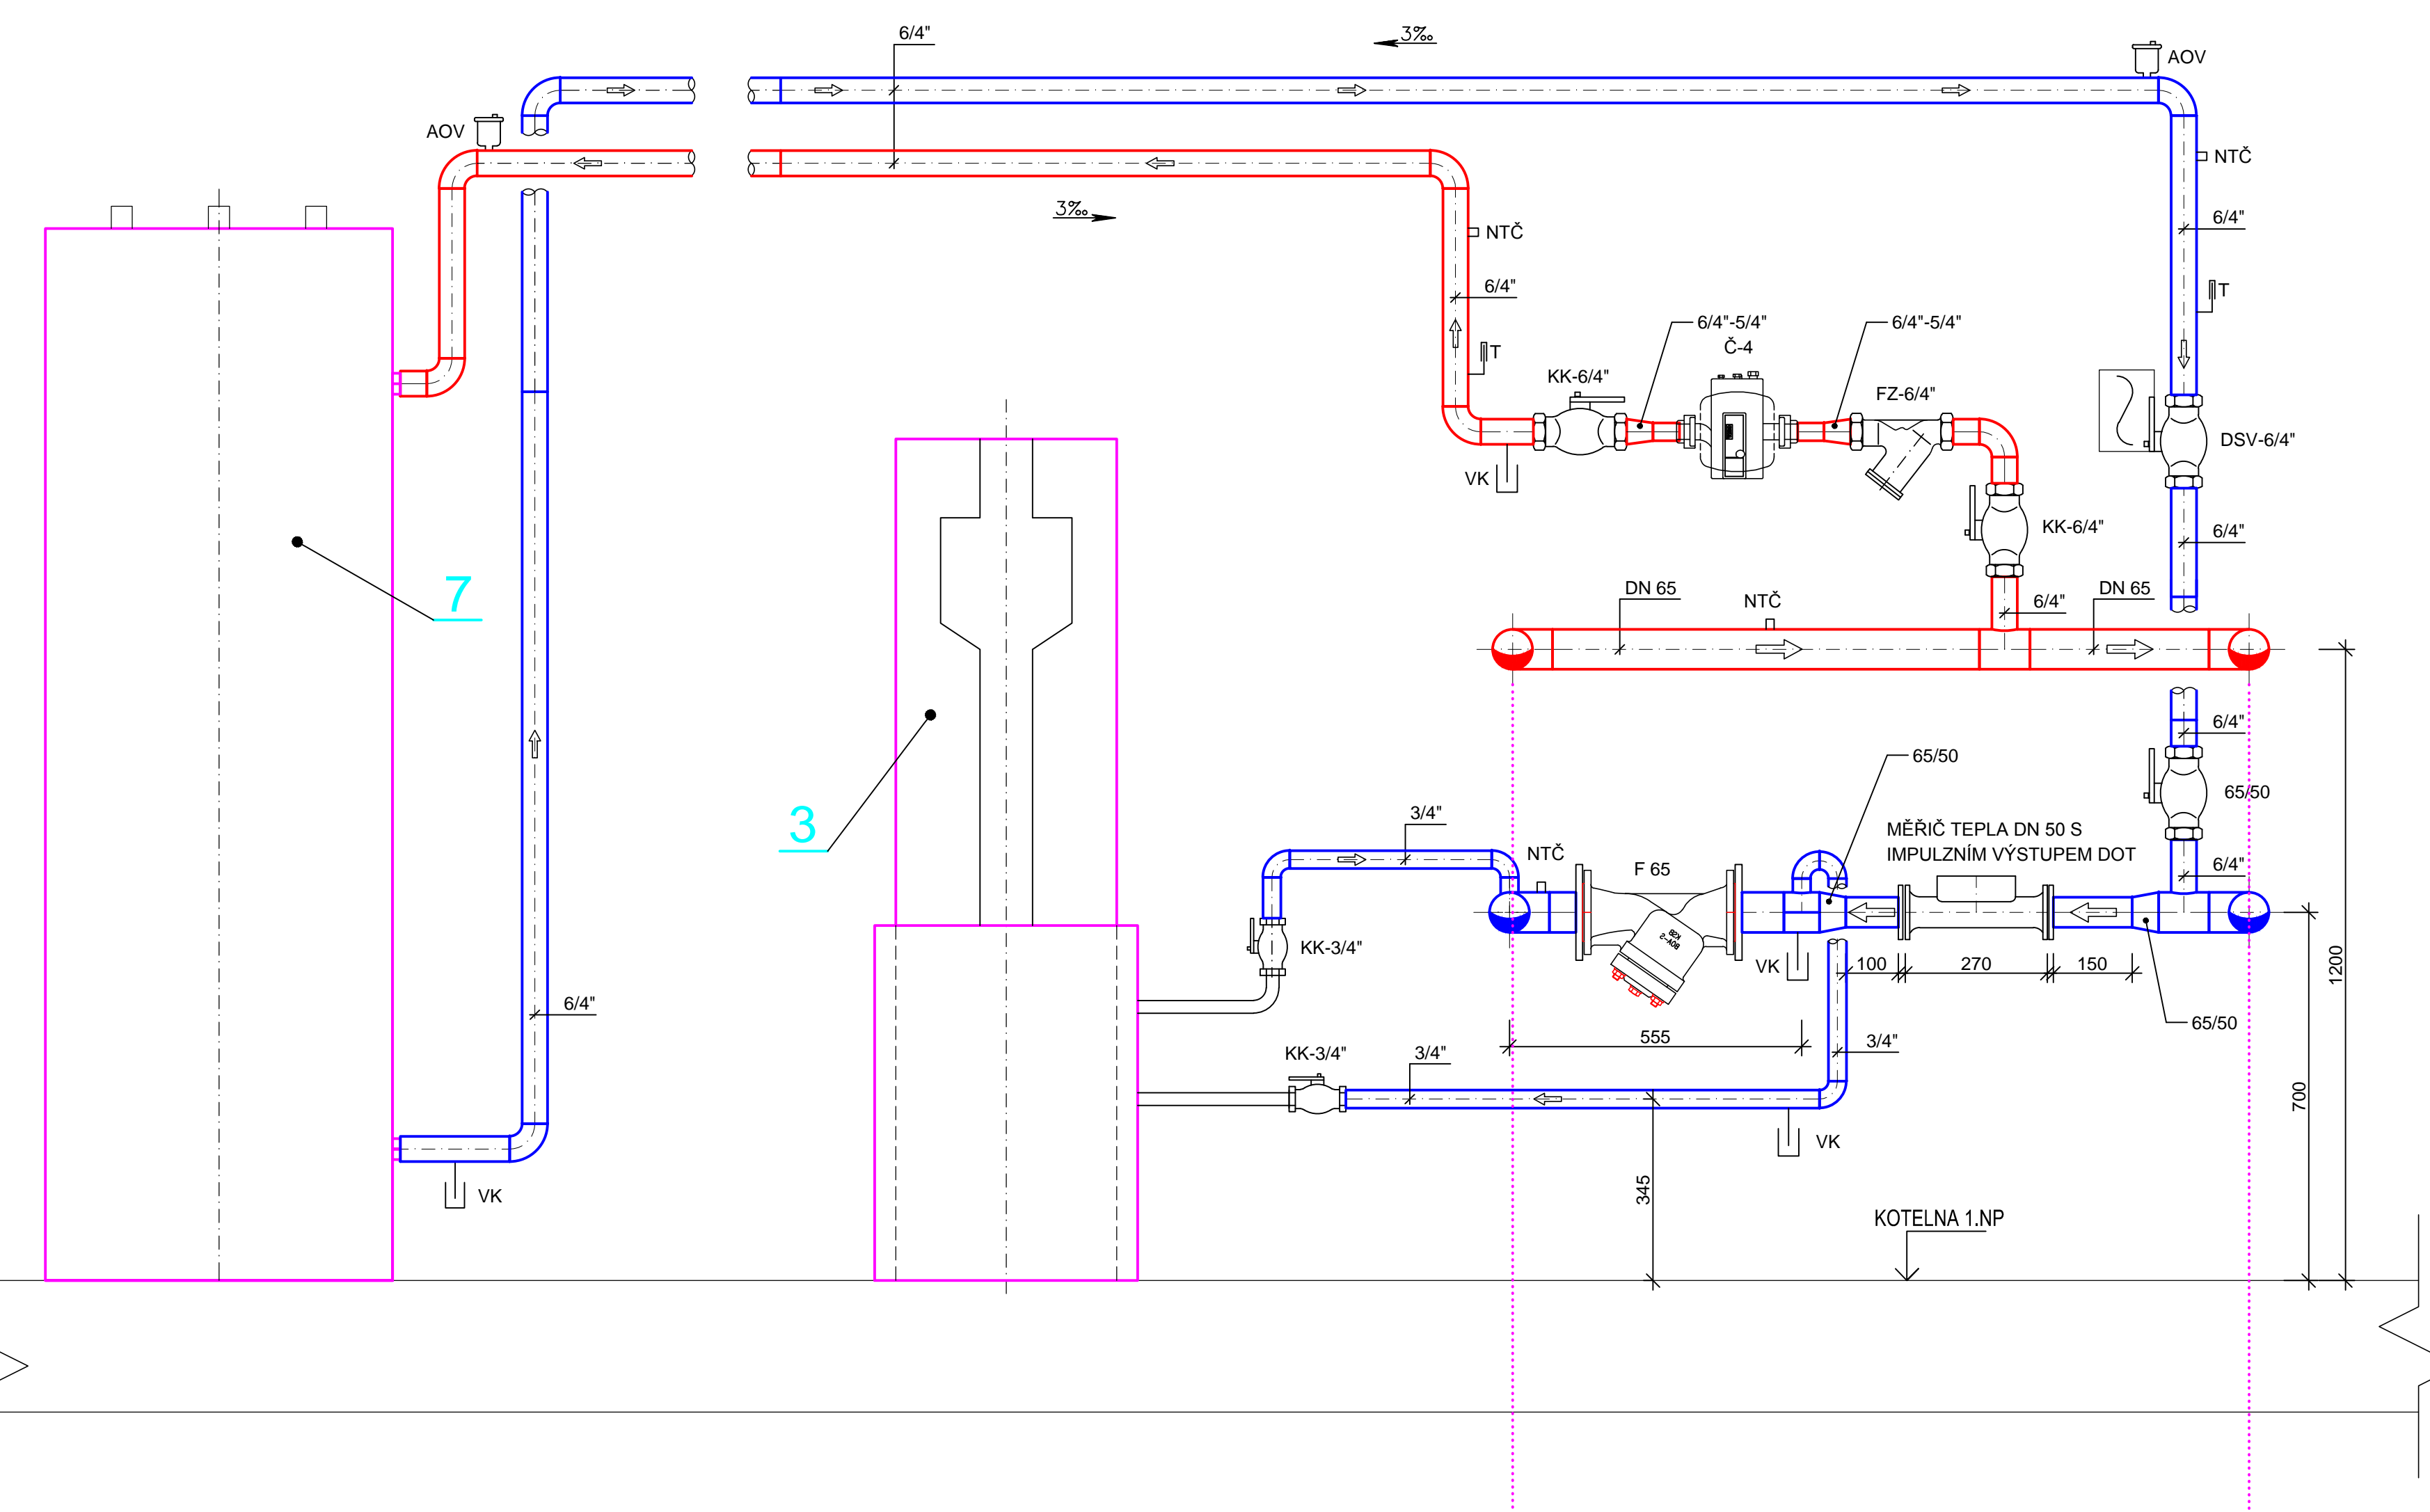 6/4"
3‰
AOV
AOV
NTČ
3‰
6/4"
NTČ
6/4"
T
6/4"-5/4"
6/4"-5/4"
Č-4
T
KK-6/4"
FZ-6/4"
DSV-6/4"
VK
KK-6/4"
6/4"
7
DN 65
NTČ
6/4"
DN 65
6/4"
65/50
65/50
3
3/4"
MĚŘIČ TEPLA DN 50 S
IMPULZNÍM VÝSTUPEM DOT
NTČ
F 65
6/4"
KSB
BOA-S
KK-3/4"
VK
100
270
150
1200
6/4"
65/50
555
3/4"
KK-3/4"
3/4"
700
VK
345
VK
KOTELNA 1.NP